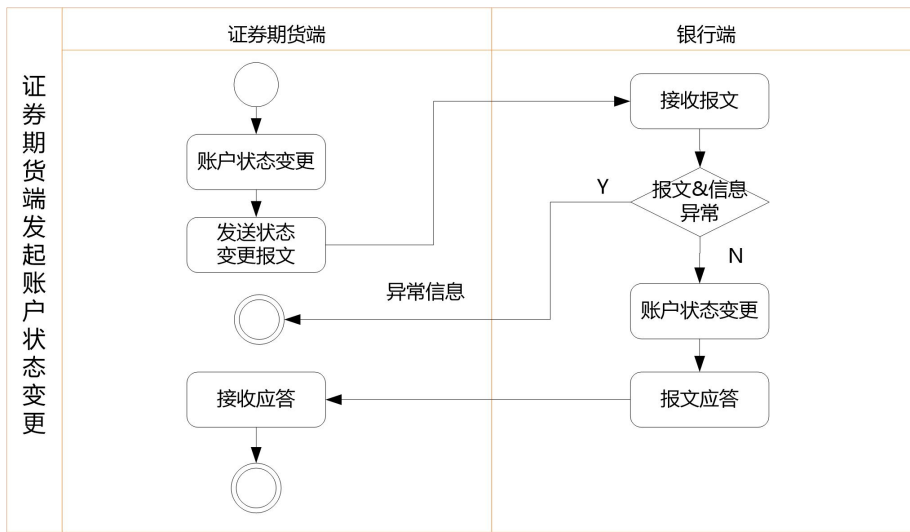 证券期货端
银行端
证券期货端发起账户状态变更
账户状态变更
发送状态
变更报文
接收报文
报文&信息
异常
Y
N
异常信息
账户状态变更
报文应答
接收应答